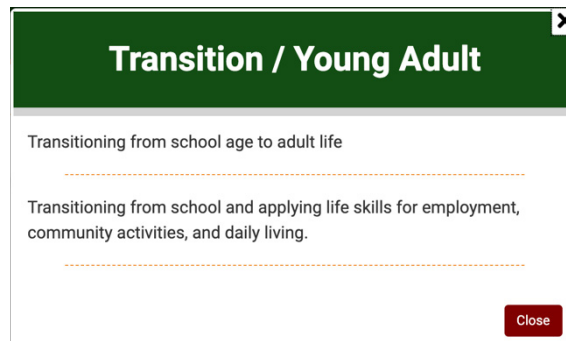 Transition / Young Adult
Transitioning from school age to adult life
Transitioning from school and applying life skills for employment,
community activities, and daily living.
Close